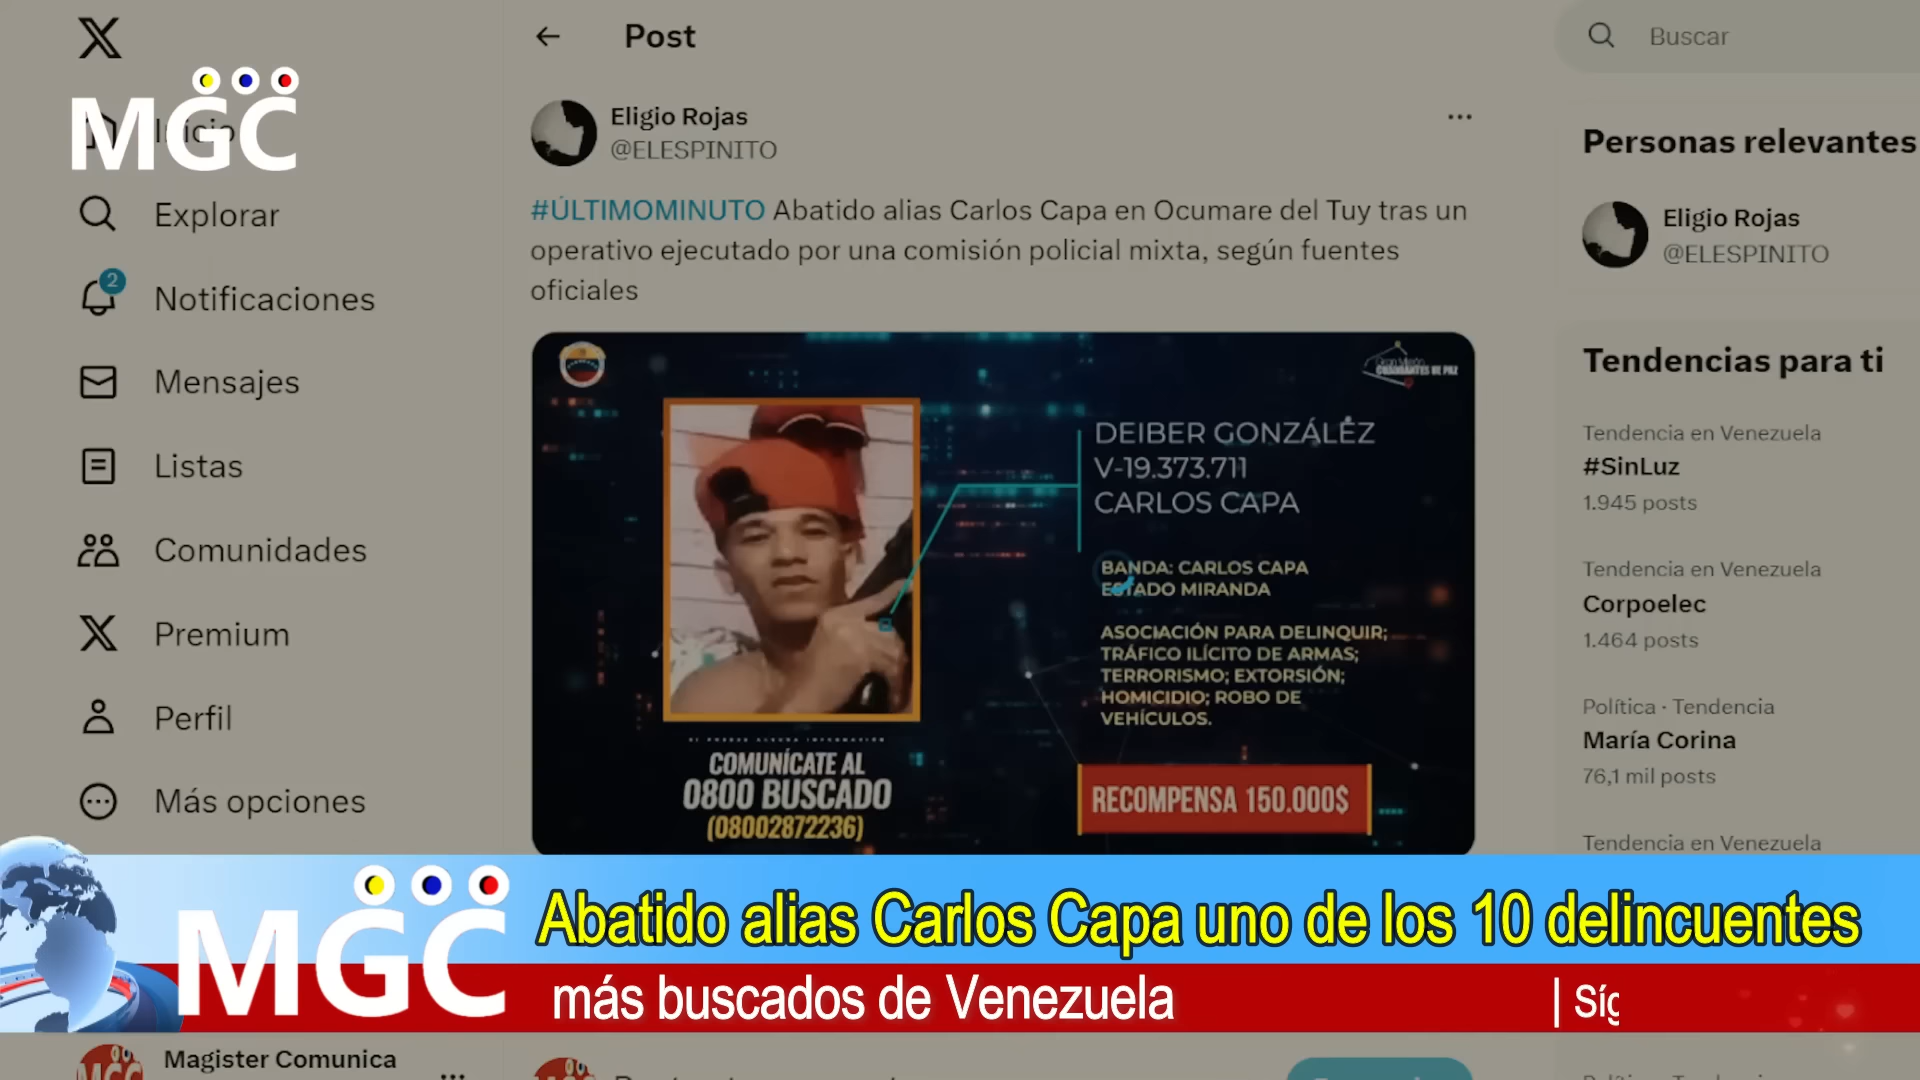 Post
Buscar
MGC
Inicio
Explorar
2
Notificaciones
Mensajes
Listas
Comunidades
Premium
Perfil
Más opciones
Eligio Rojas
@ELESPINITO
#ÚLTIMOMINUTO Abatido alias Carlos Capa en Ocumare del Tuy tras un
operativo ejecutado por una comisión policial mixta, según fuentes
oficiales
CUADRANTES DE PAZ
DEIBER GONZÁLEZ
V-19.373.711
CARLOS CAPA
BANDA: CARLOS CAPA
ESTADO MIRANDA
ASOCIACIÓN PARA DELINQUIR;
TRÁFICO ILÍCITO DE ARMAS;
TERRORISMO; EXTORSIÓN;
HOMICIDIO; ROBO DE
VEHÍCULOS.
COMUNÍCATE AL
0800 BUSCADO
(08002872236)
RECOMPENSA 150.000$
Personas relevantes
Eligio Rojas
@ELESPINITO
Tendencias para ti
Tendencia en Venezuela
#SinLuz
1.945 posts
Tendencia en Venezuela
Corpoelec
1.464 posts
Política · Tendencia
María Corina
76,1 mil posts
Tendencia en Venezuela
MGC
Abatido alias Carlos Capa uno de los 10 delincuentes
más buscados de Venezuela
| Síg
Magister Comunica